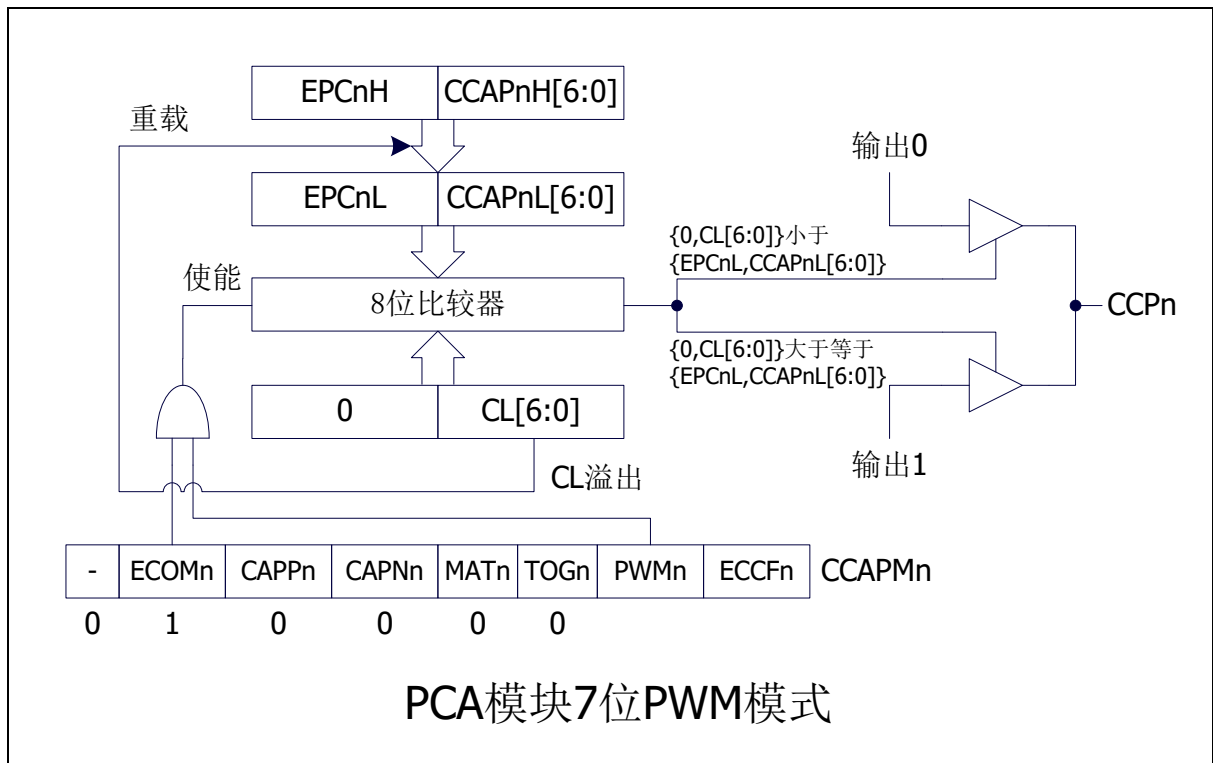 EPCnH CCAPnH[6:0]
重载
输出0
EPCnL CCAPnL[6:0]
{0,CL[6:0]}小于
{EPCnL,CCAPnL[6:0]}
使能
8位比较器
CCPn
{0,CL[6:0]}大于等于
{EPCnL,CCAPnL[6:0]}
0 CL[6:0]
输出1
CL溢出
- ECOMn CAPPn CAPNn MATn TOGn PWMn ECCFn CCAPMn
0 1 0 0 0 0
PCA模块7位PWM模式